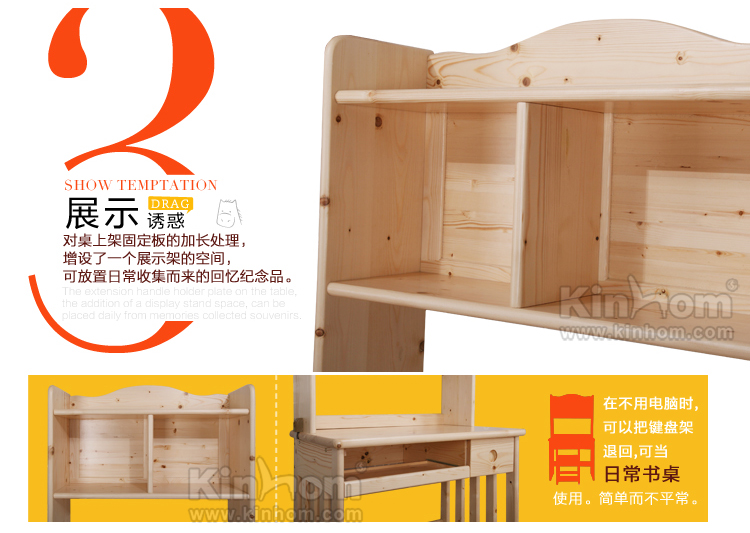 3
SHOW TEMPTATION
展示 DRAG
诱惑
对桌上架固定板的加长处理，
增设了一个展示架的空间，
可放置日常收集而来的回忆纪念品。
The extension handle holder plate on the table,
the addition of a display stand space, can be
placed daily from memories collected souvenirs.
Kinhom®
www.kinhom.com
在不用电脑时，
可以把键盘架
退回,可当
日常书桌
使用。简单而不平常。
Kinhom®
www.kinhom.com